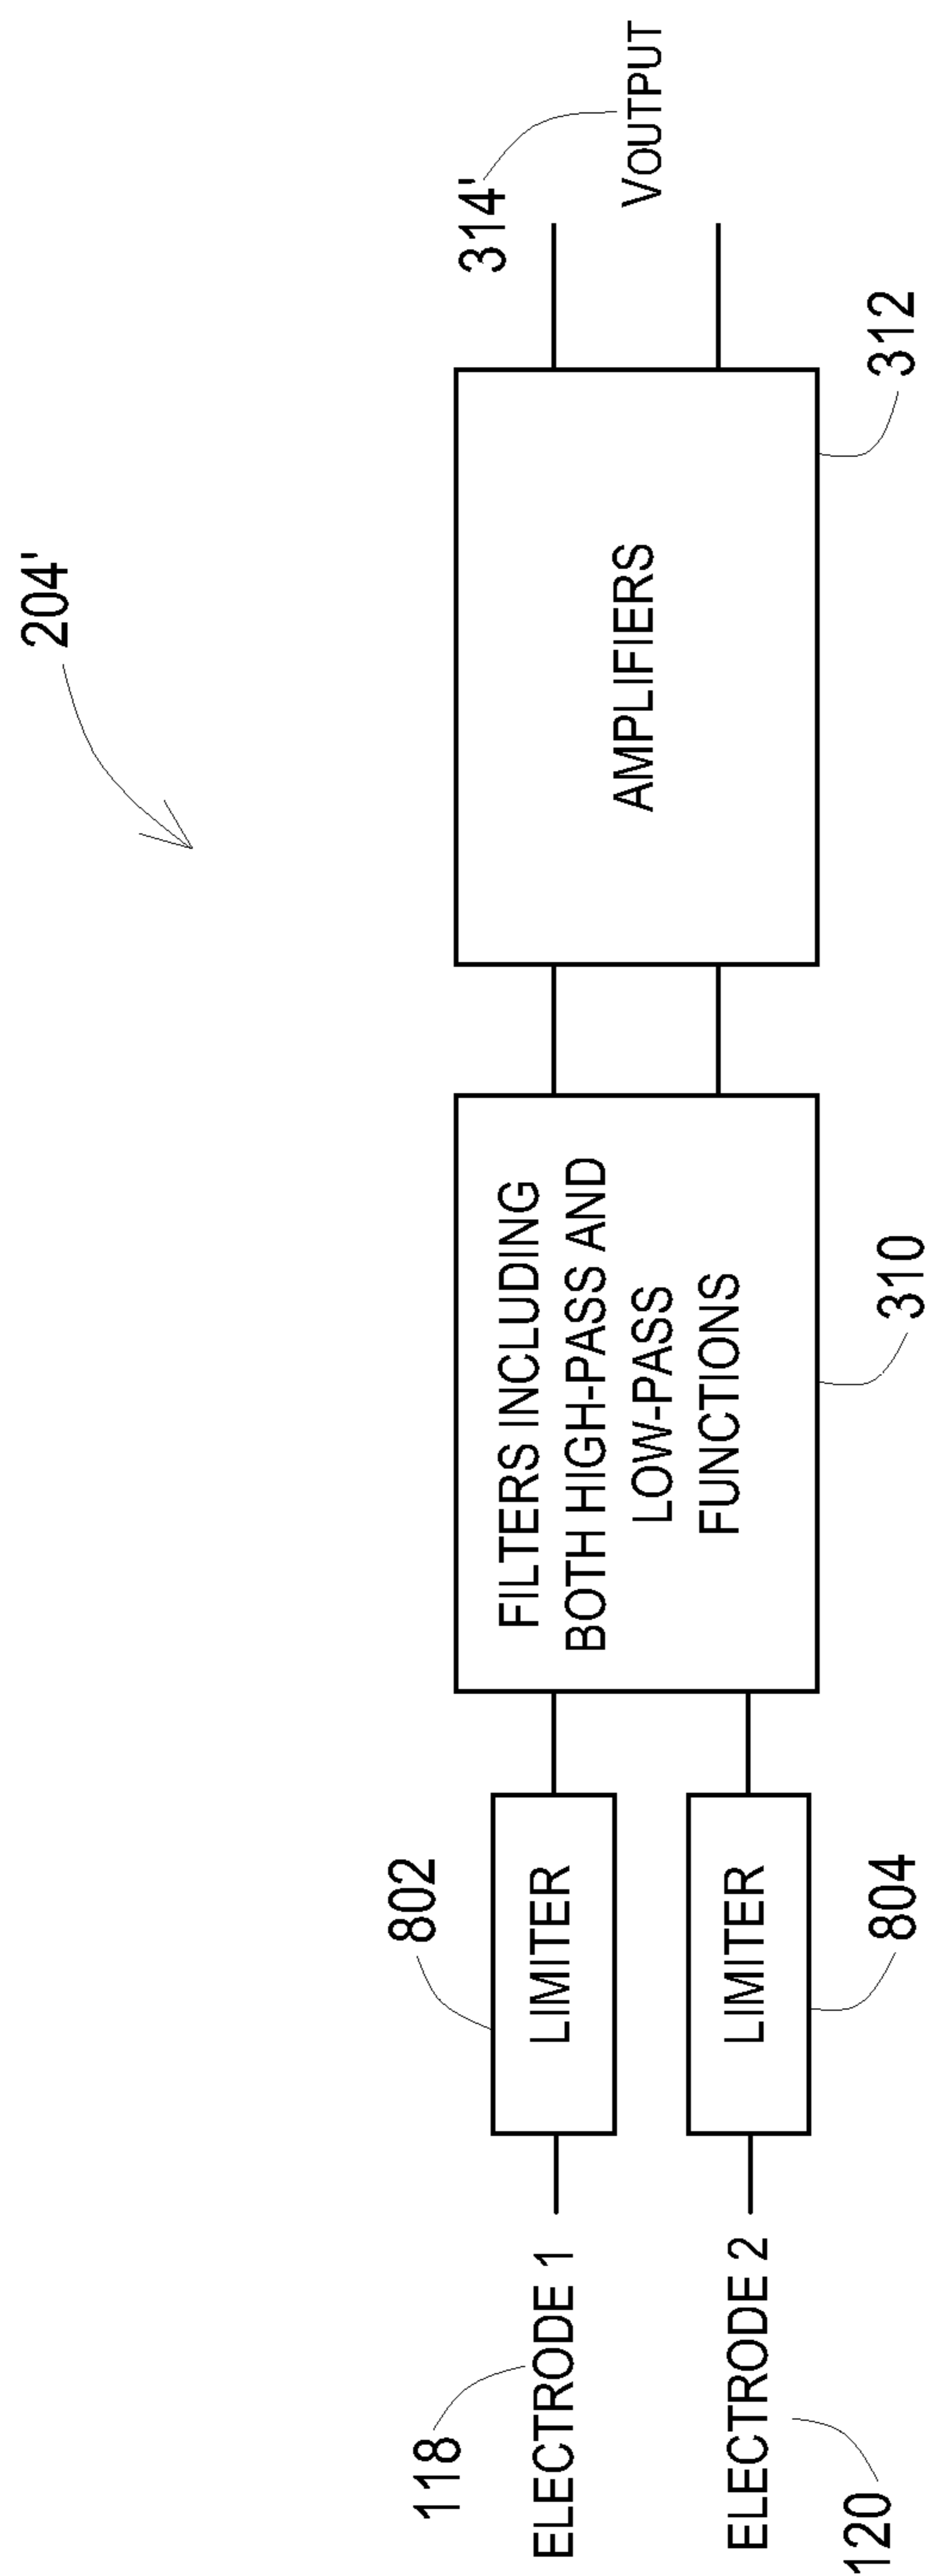 204'
802
118
ELECTRODE 1
LIMITER
FILTERS INCLUDING
BOTH HIGH-PASS AND
LOW-PASS
FUNCTIONS
AMPLIFIERS
314'
VOUTPUT
ELECTRODE 2
LIMITER
120
804
310
312